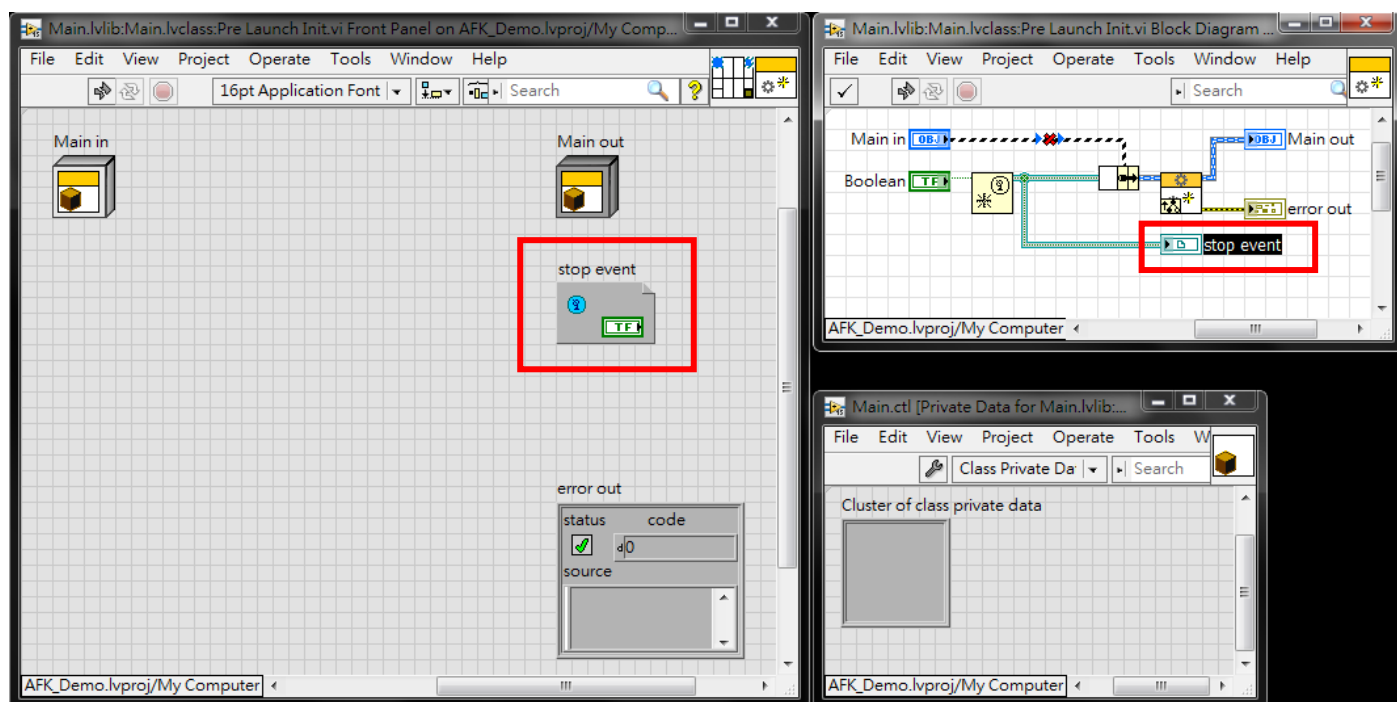 Main.lvlib:Main.lvclass:Pre Launch Init.vi Front Panel on AFK_Demo.lvproj/My Comp...
File Edit View Project Operate Tools Window Help
16pt Application Font Search
Main in
Main out
stop event
TF
error out
status code
d0
source
AFK_Demo.lvproj/My Computer
Main.lvlib:Main.lvclass:Pre Launch Init.vi Block Diagram ...
File Edit View Project Operate Tools Window Help
Search
Main in OBJ OBJ Main out
Boolean TF
error out
stop event
AFK_Demo.lvproj/My Computer
Main.ctl [Private Data for Main.lvlib:...
File Edit View Project Operate Tools W
Class Private Da Search
Cluster of class private data
AFK_Demo.lvproj/My Computer